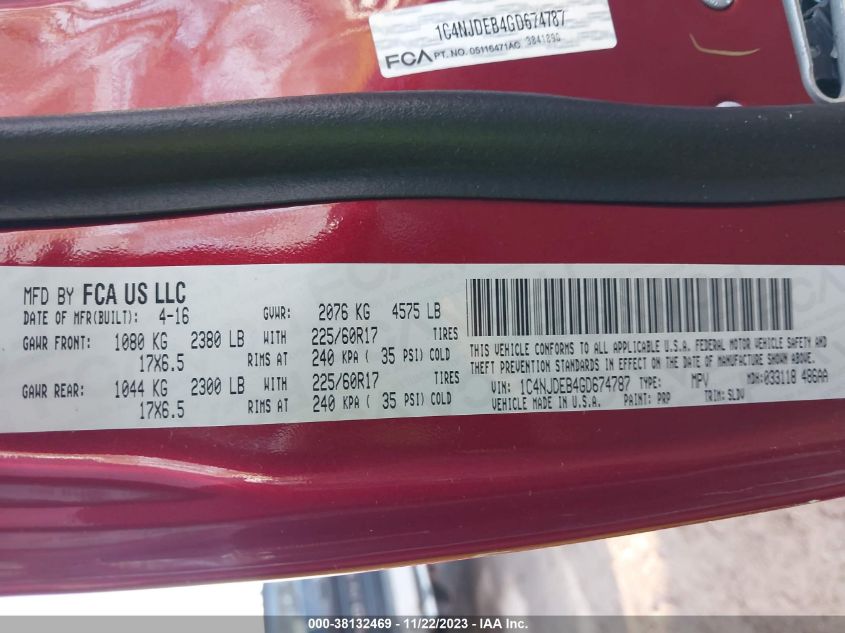 1C4NJDEB4GD674787
FCA PT. NO. 05116471AC 384189G
MFD BY FCA US LLC
DATE OF MFR(BUILT): 4-16 GVWR: 2076 KG 4575 LB
GAWR FRONT: 1080 KG 2380 LB WITH 225/60R17 TIRES
17X6.5 RIMS AT 240 KPA ( 35 PSI) COLD
GAWR REAR: 1044 KG 2300 LB WITH 225/60R17 TIRES
17X6.5 RIMS AT 240 KPA ( 35 PSI) COLD
THIS VEHICLE CONFORMS TO ALL APPLICABLE U.S.A. FEDERAL MOTOR VEHICLE SAFETY AND
THEFT PREVENTION STANDARDS IN EFFECT ON THE DATE OF MANUFACTURE SHOWN ABOVE.
VIN: 1C4NJDEB4GD674787 TYPE: MPV MDH: 033118 486AA
VEHICLE MADE IN U.S.A. PAINT: PRP TRIM: SLDV
000-38132469 - 11/22/2023 - IAA Inc.